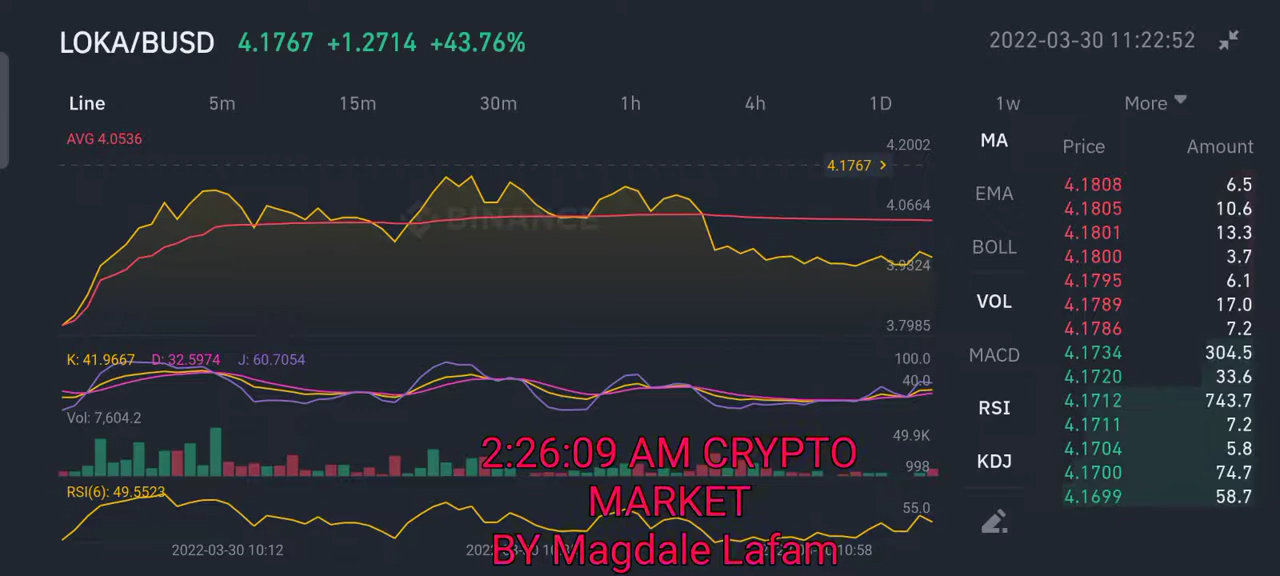 LOKA/BUSD 4.1767 +1.2714 +43.76% 2022-03-30 11:22:52
Line 5m 15m 30m 1h 4h 1D 1w More
AVG 4.0536
4.2002
4.1767
4.0664
BINANCE
3.9324
3.7985
K: 41.9667 D: 32.5974 J: 60.7054
100.0
40.0
Vol: 7,604.2
49.9K
998
RSI(6): 49.5523
55.0
2022-03-30 10:12
10:58
MA
EMA
BOLL
VOL
MACD
RSI
KDJ
Price Amount
4.1808 6.5
4.1805 10.6
4.1801 13.3
4.1800 3.7
4.1795 6.1
4.1789 17.0
4.1786 7.2
4.1734 304.5
4.1720 33.6
4.1712 743.7
4.1711 7.2
4.1704 5.8
4.1700 74.7
4.1699 58.7
2:26:09 AM CRYPTO
MARKET
BY Magdale Lafam